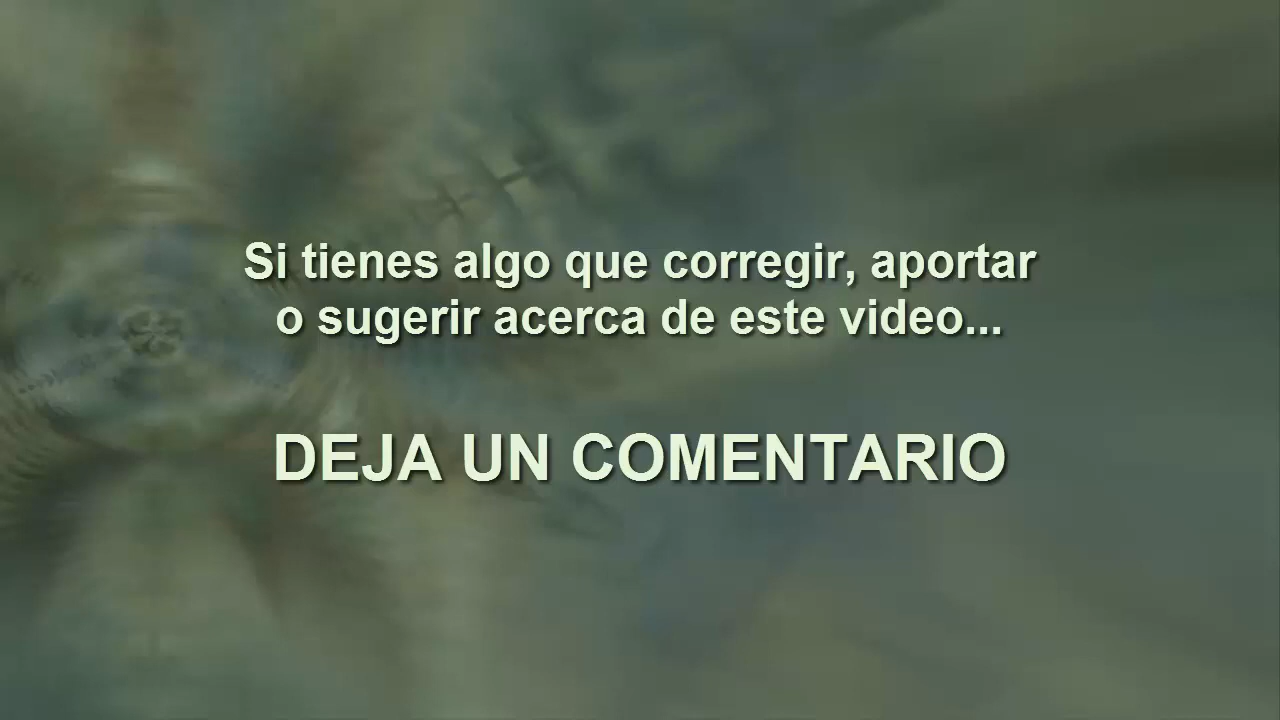 Si tienes algo que corregir, aportar
o sugerir acerca de este video...
DEJA UN COMENTARIO